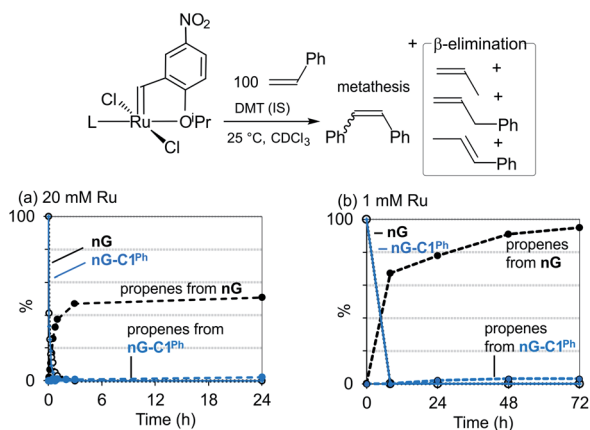 NO₂
+ β-elimination
Ph
Cl
100
metathesis
+
L Ru OⁱPr
DMT (IS)
+
Ph
Cl
25 °C, CDCl₃
Ph Ph
+
Ph
(a) 20 mM Ru
(b) 1 mM Ru
100
nG
nG-C1ᴾʰ
propenes from nG
propenes from
nG-C1ᴾʰ
%
0
0 6 12 18 24
Time (h)
100
nG
nG-C1ᴾʰ
propenes
from nG
propenes
from nG-C1ᴾʰ
%
0
0 24 48 72
Time (h)